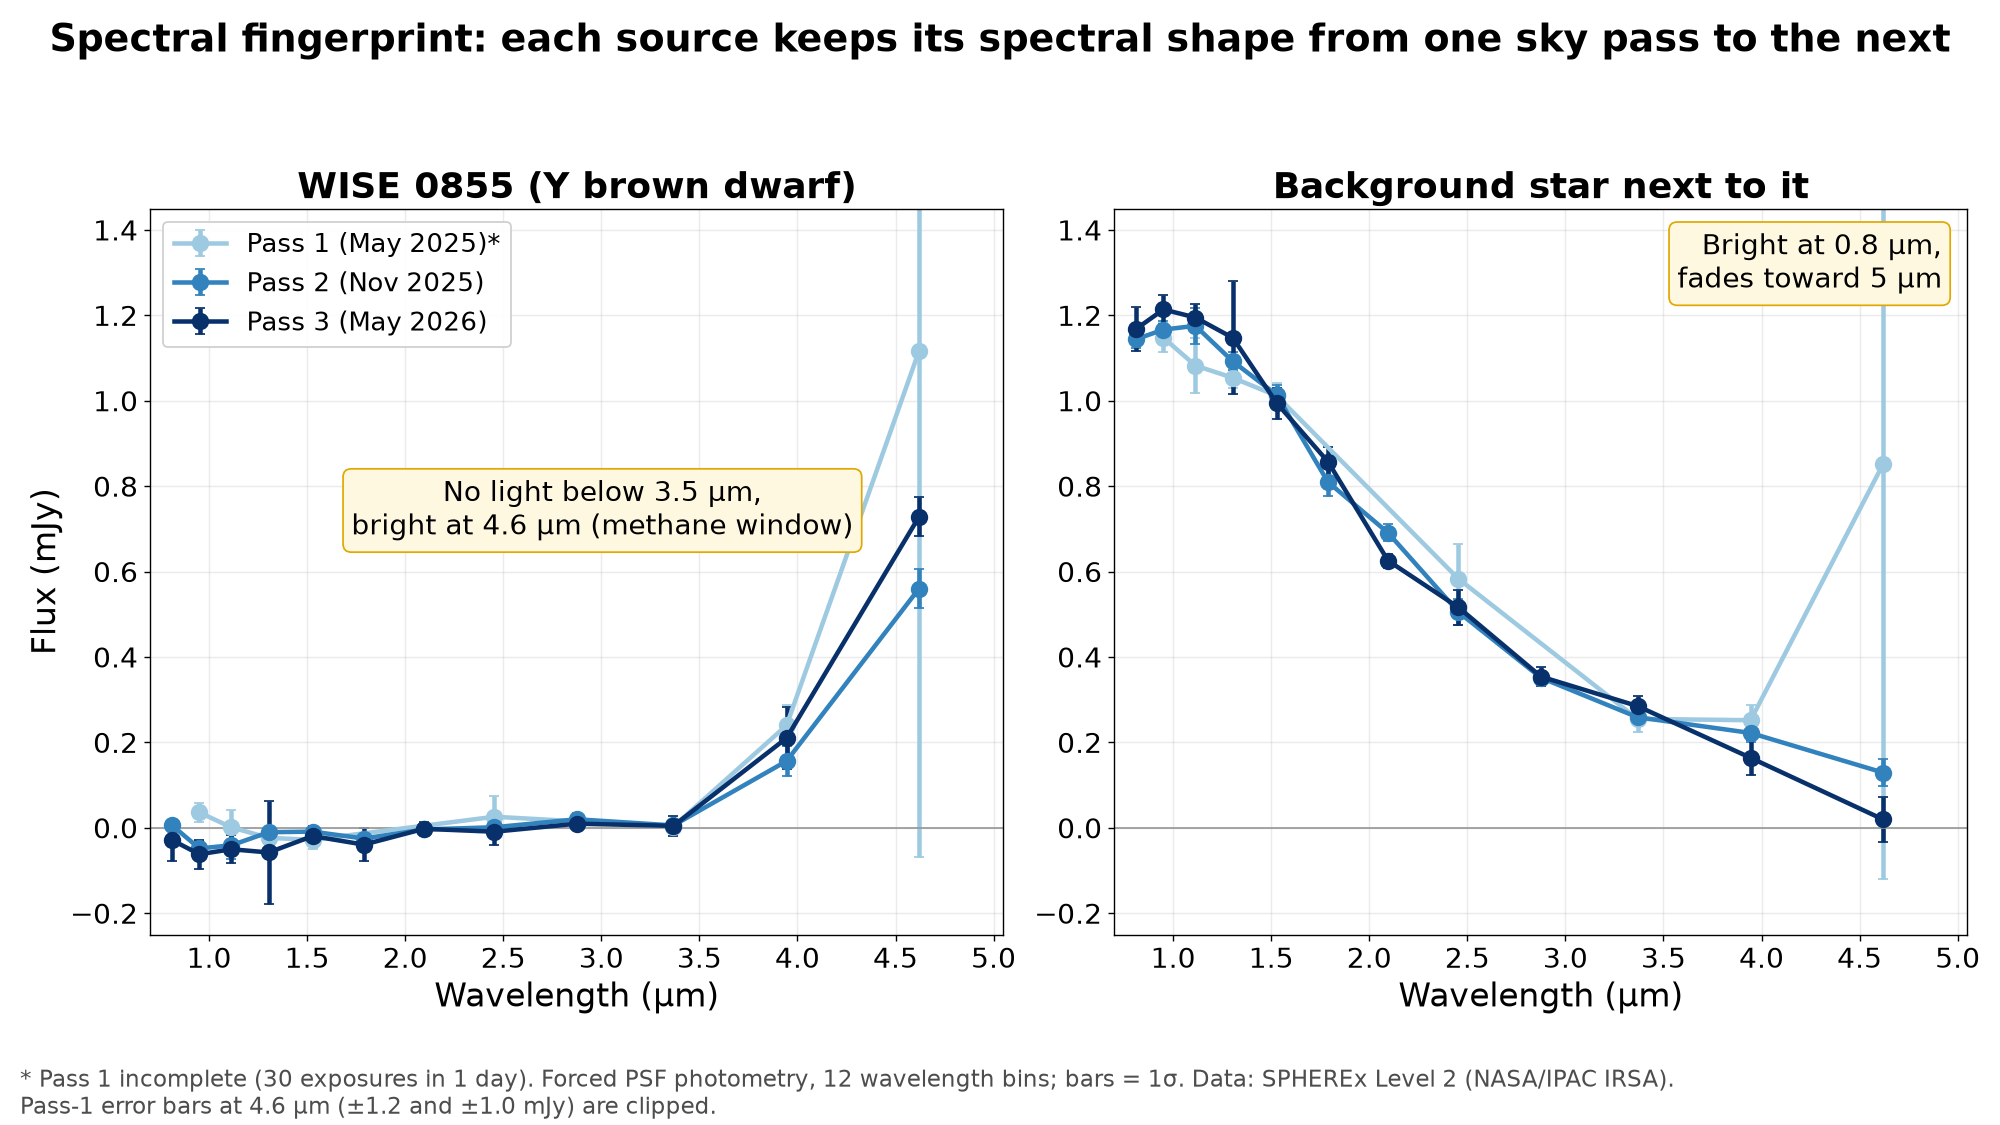 Spectral fingerprint: each source keeps its spectral shape from one sky pass to the next
WISE 0855 (Y brown dwarf)
Flux (mJy)
1.4
1.2
1.0
0.8
0.6
0.4
0.2
0.0
−0.2
Pass 1 (May 2025)*
Pass 2 (Nov 2025)
Pass 3 (May 2026)
No light below 3.5 µm,
bright at 4.6 µm (methane window)
1.0 1.5 2.0 2.5 3.0 3.5 4.0 4.5 5.0
Wavelength (µm)
Background star next to it
1.4
1.2
1.0
0.8
0.6
0.4
0.2
0.0
−0.2
Bright at 0.8 µm,
fades toward 5 µm
1.0 1.5 2.0 2.5 3.0 3.5 4.0 4.5 5.0
Wavelength (µm)
* Pass 1 incomplete (30 exposures in 1 day). Forced PSF photometry, 12 wavelength bins; bars = 1σ. Data: SPHEREx Level 2 (NASA/IPAC IRSA).
Pass-1 error bars at 4.6 µm (±1.2 and ±1.0 mJy) are clipped.